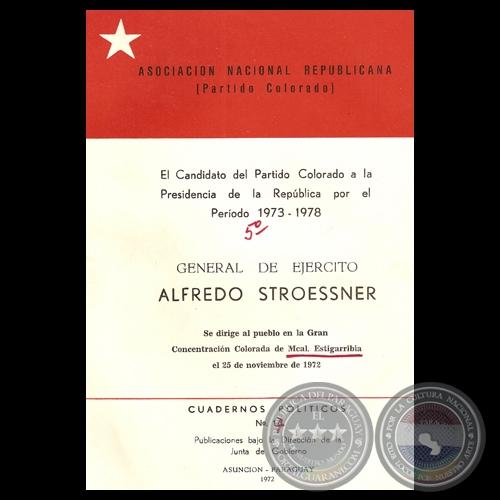 ASOCIACION NACIONAL REPUBLICANA
(Partido Colorado)
El Candidato del Partido Colorado a la
Presidencia de la República por el
Período 1973 - 1978
5º
GENERAL DE EJERCITO
ALFREDO STROESSNER
Se dirige al pueblo en la Gran
Concentración Colorada de Mcal. Estigarribia
el 25 de noviembre de 1972
CUADERNOS POLITICOS
No.
Publicaciones bajo la Dirección de la
Junta de Gobierno
ASUNCION - PARAGUAY
1972
PORTAL GUARANI